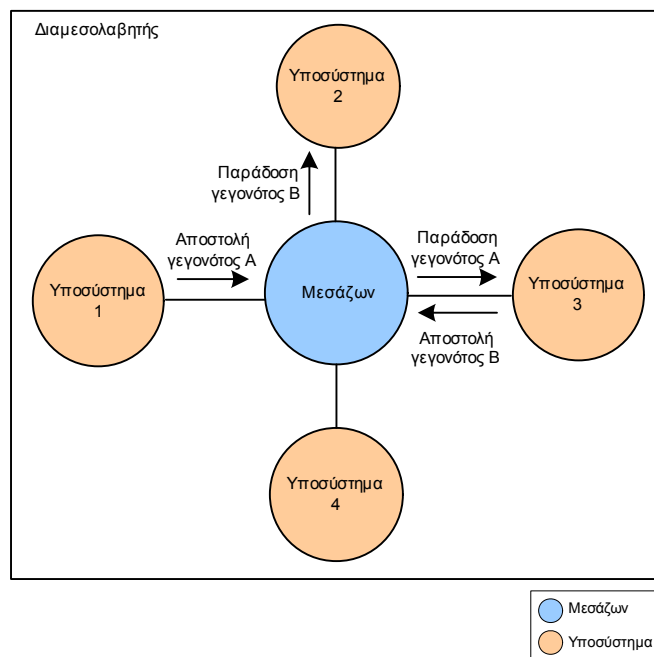 Διαμεσολαβητής
Υποσύστημα
2
Παράδοση
γεγονότος Β
Αποστολή
γεγονότος Α
Παράδοση
γεγονότος Α
Υποσύστημα
1
Μεσάζων
Υποσύστημα
3
Αποστολή
γεγονότος Β
Υποσύστημα
4
Μεσάζων
Υποσύστημα